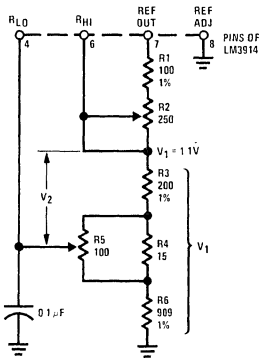 RLO RHI REF OUT REF ADJ
4 6 7 8
PINS OF LM3914
R1
100
1%
R2
250
V1 = 1 1V
R3
200
1%
V2
R5
100
R4
15
V1
0 1 μF
R6
909
1%